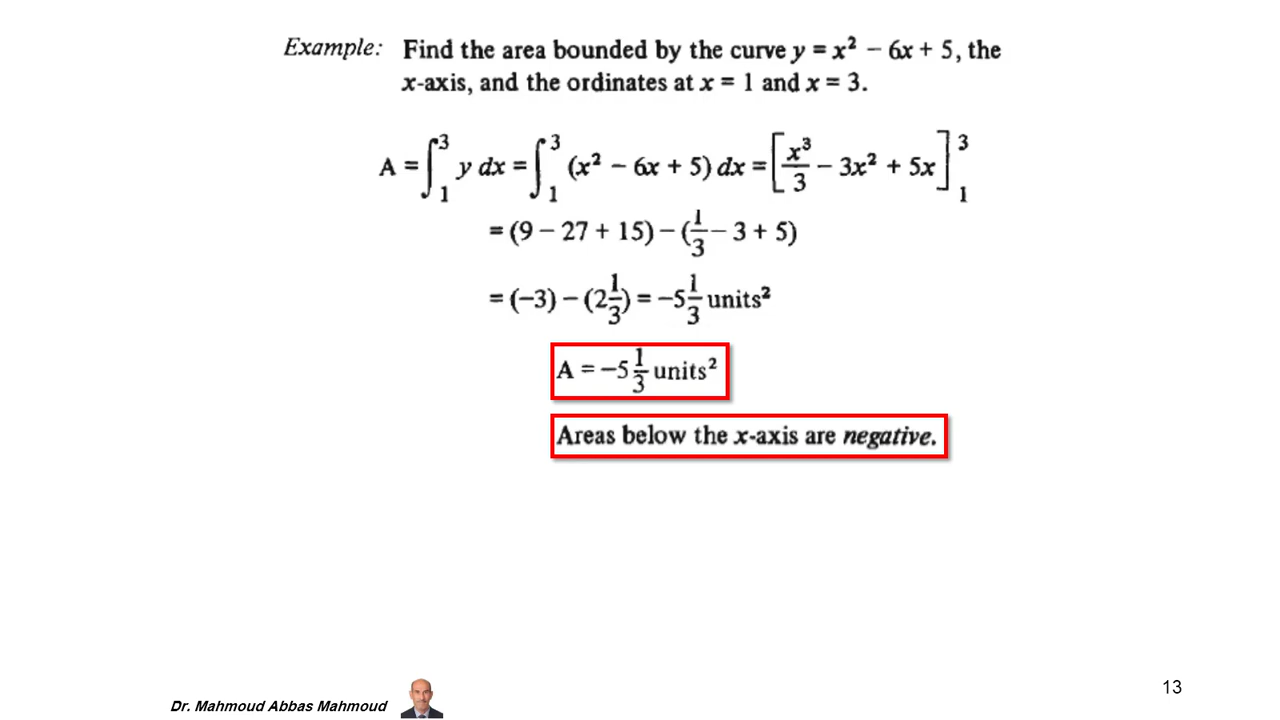 Example: Find the area bounded by the curve y = x² − 6x + 5, the
x-axis, and the ordinates at x = 1 and x = 3.
A = ∫₁³ y dx = ∫₁³ (x² − 6x + 5) dx = [x³/3 − 3x² + 5x]₁³
= (9 − 27 + 15) − (1/3 − 3 + 5)
= (−3) − (2 1/3) = −5 1/3 units²
A = −5 1/3 units²
Areas below the x-axis are negative.
Dr. Mahmoud Abbas Mahmoud
13